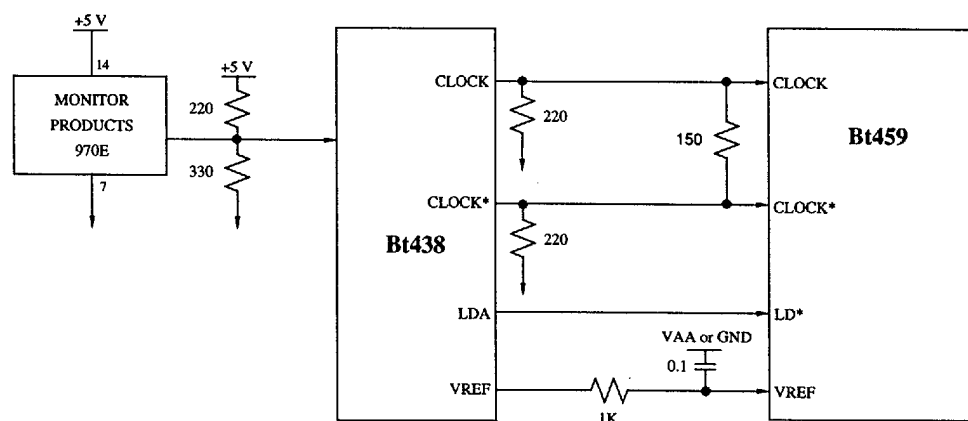 +5 V
14
MONITOR
PRODUCTS
970E
7
+5 V
220
330
Bt438
CLOCK
CLOCK*
LDA
VREF
220
220
150
VAA or GND
0.1
1K
Bt459
CLOCK
CLOCK*
LD*
VREF